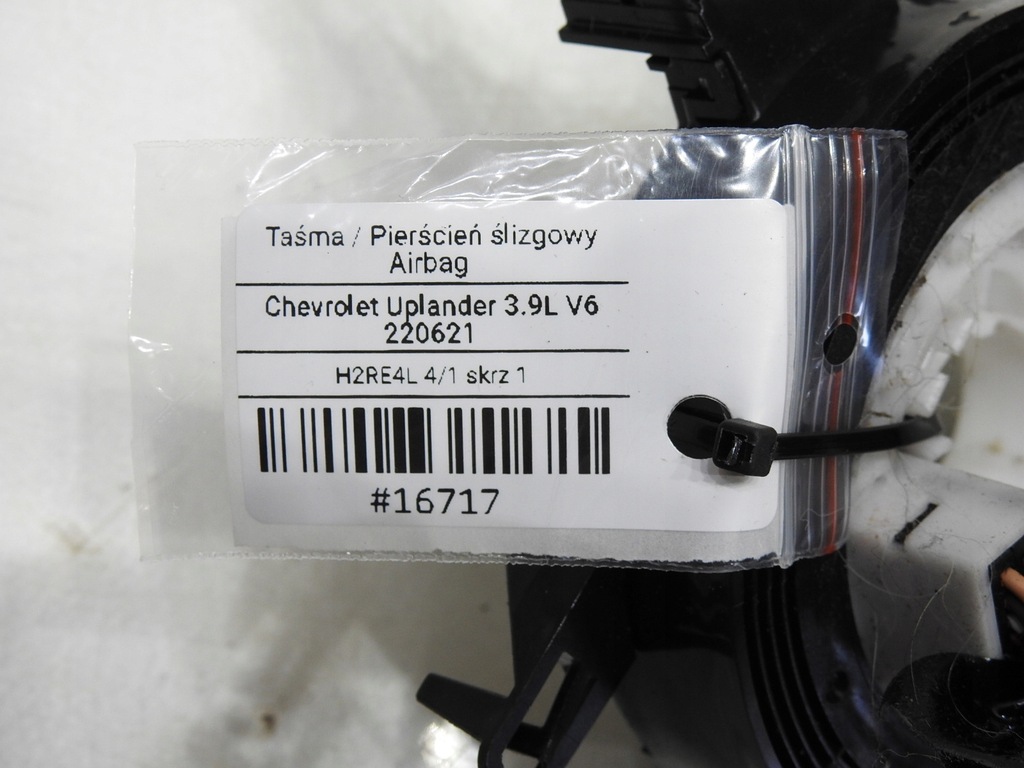 Taśma / Pierścień ślizgowy
Airbag
Chevrolet Uplander 3.9L V6
220621
H2RE4L 4/1 skrz 1
#16717